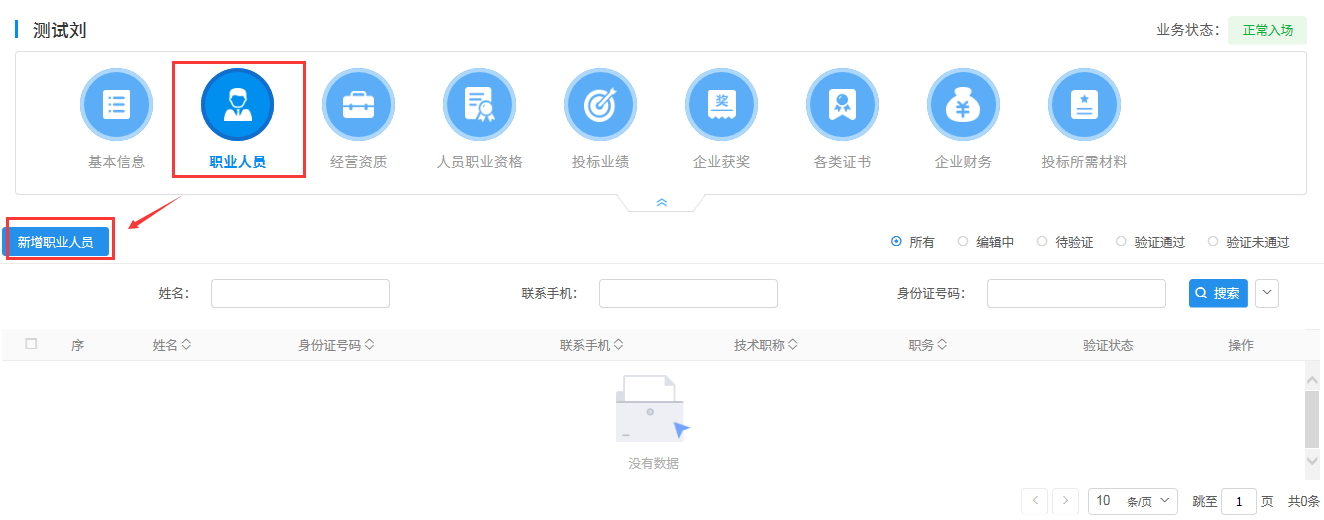 测试刘
业务状态： 正常入场
奖
基本信息 职业人员 经营资质 人员职业资格 投标业绩 企业获奖 各类证书 企业财务 投标所需材料
新增职业人员 所有 编辑中 待验证 验证通过 验证未通过
姓名： 联系手机： 身份证号码： 搜索
序 姓名 身份证号码 联系手机 技术职称 职务 验证状态 操作
没有数据
10 条/页 跳至 1 页 共0条